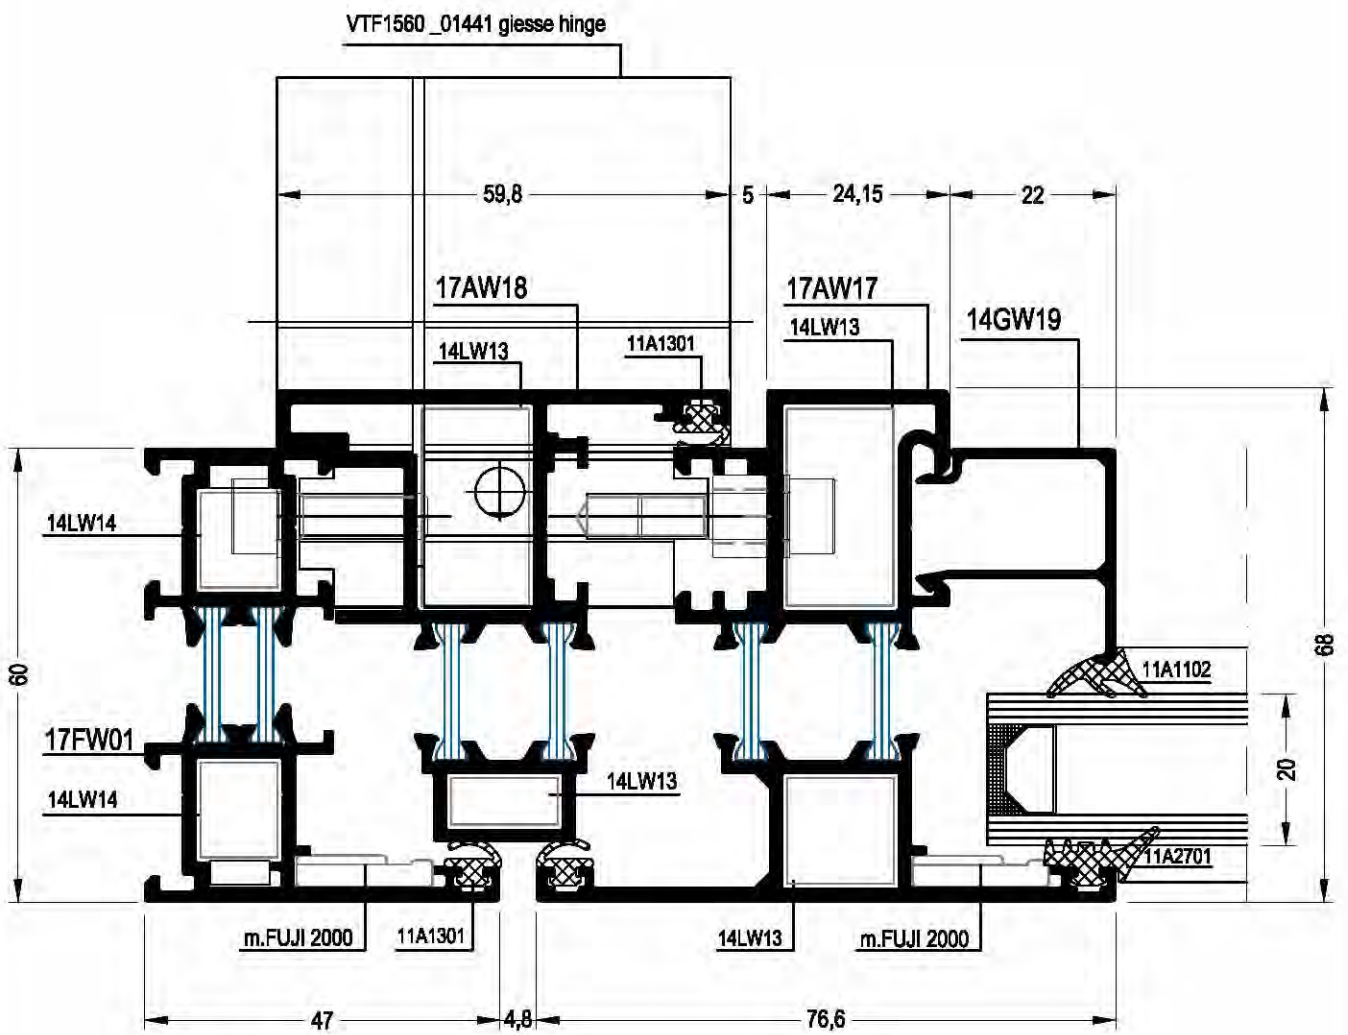 VTF1560 _01441 giesse hinge
59,8
5
24,15
22
17AW18
17AW17
14GW19
14LW13
11A1301
14LW13
14LW14
60
68
11A1102
17FW01
14LW13
20
14LW14
11A2701
m.FUJI 2000
11A1301
14LW13
m.FUJI 2000
47
4,8
76,6